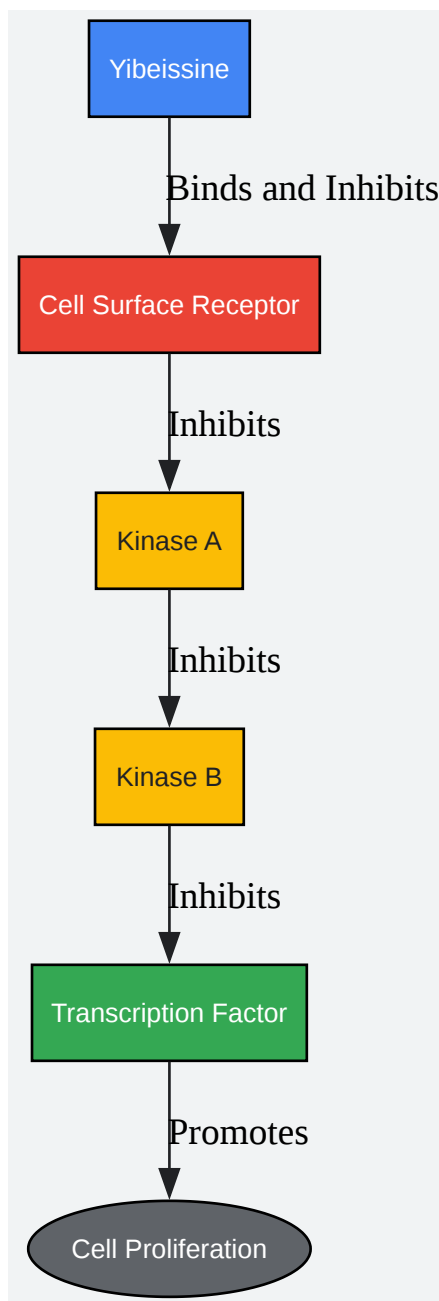 Yibeissine
Binds and Inhibits
Cell Surface Receptor
Inhibits
Kinase A
Inhibits
Kinase B
Inhibits
Transcription Factor
Promotes
Cell Proliferation